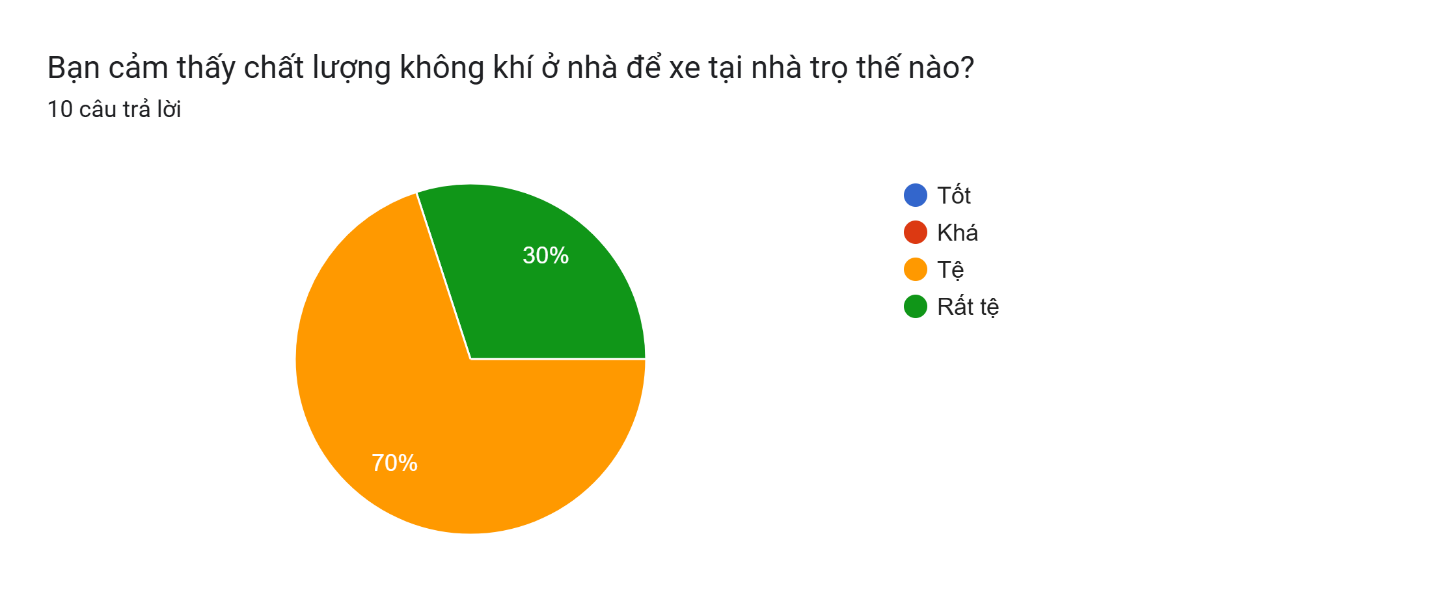 Bạn cảm thấy chất lượng không khí ở nhà để xe tại nhà trọ thế nào?
10 câu trả lời
30%
70%
Tốt
Khá
Tệ
Rất tệ